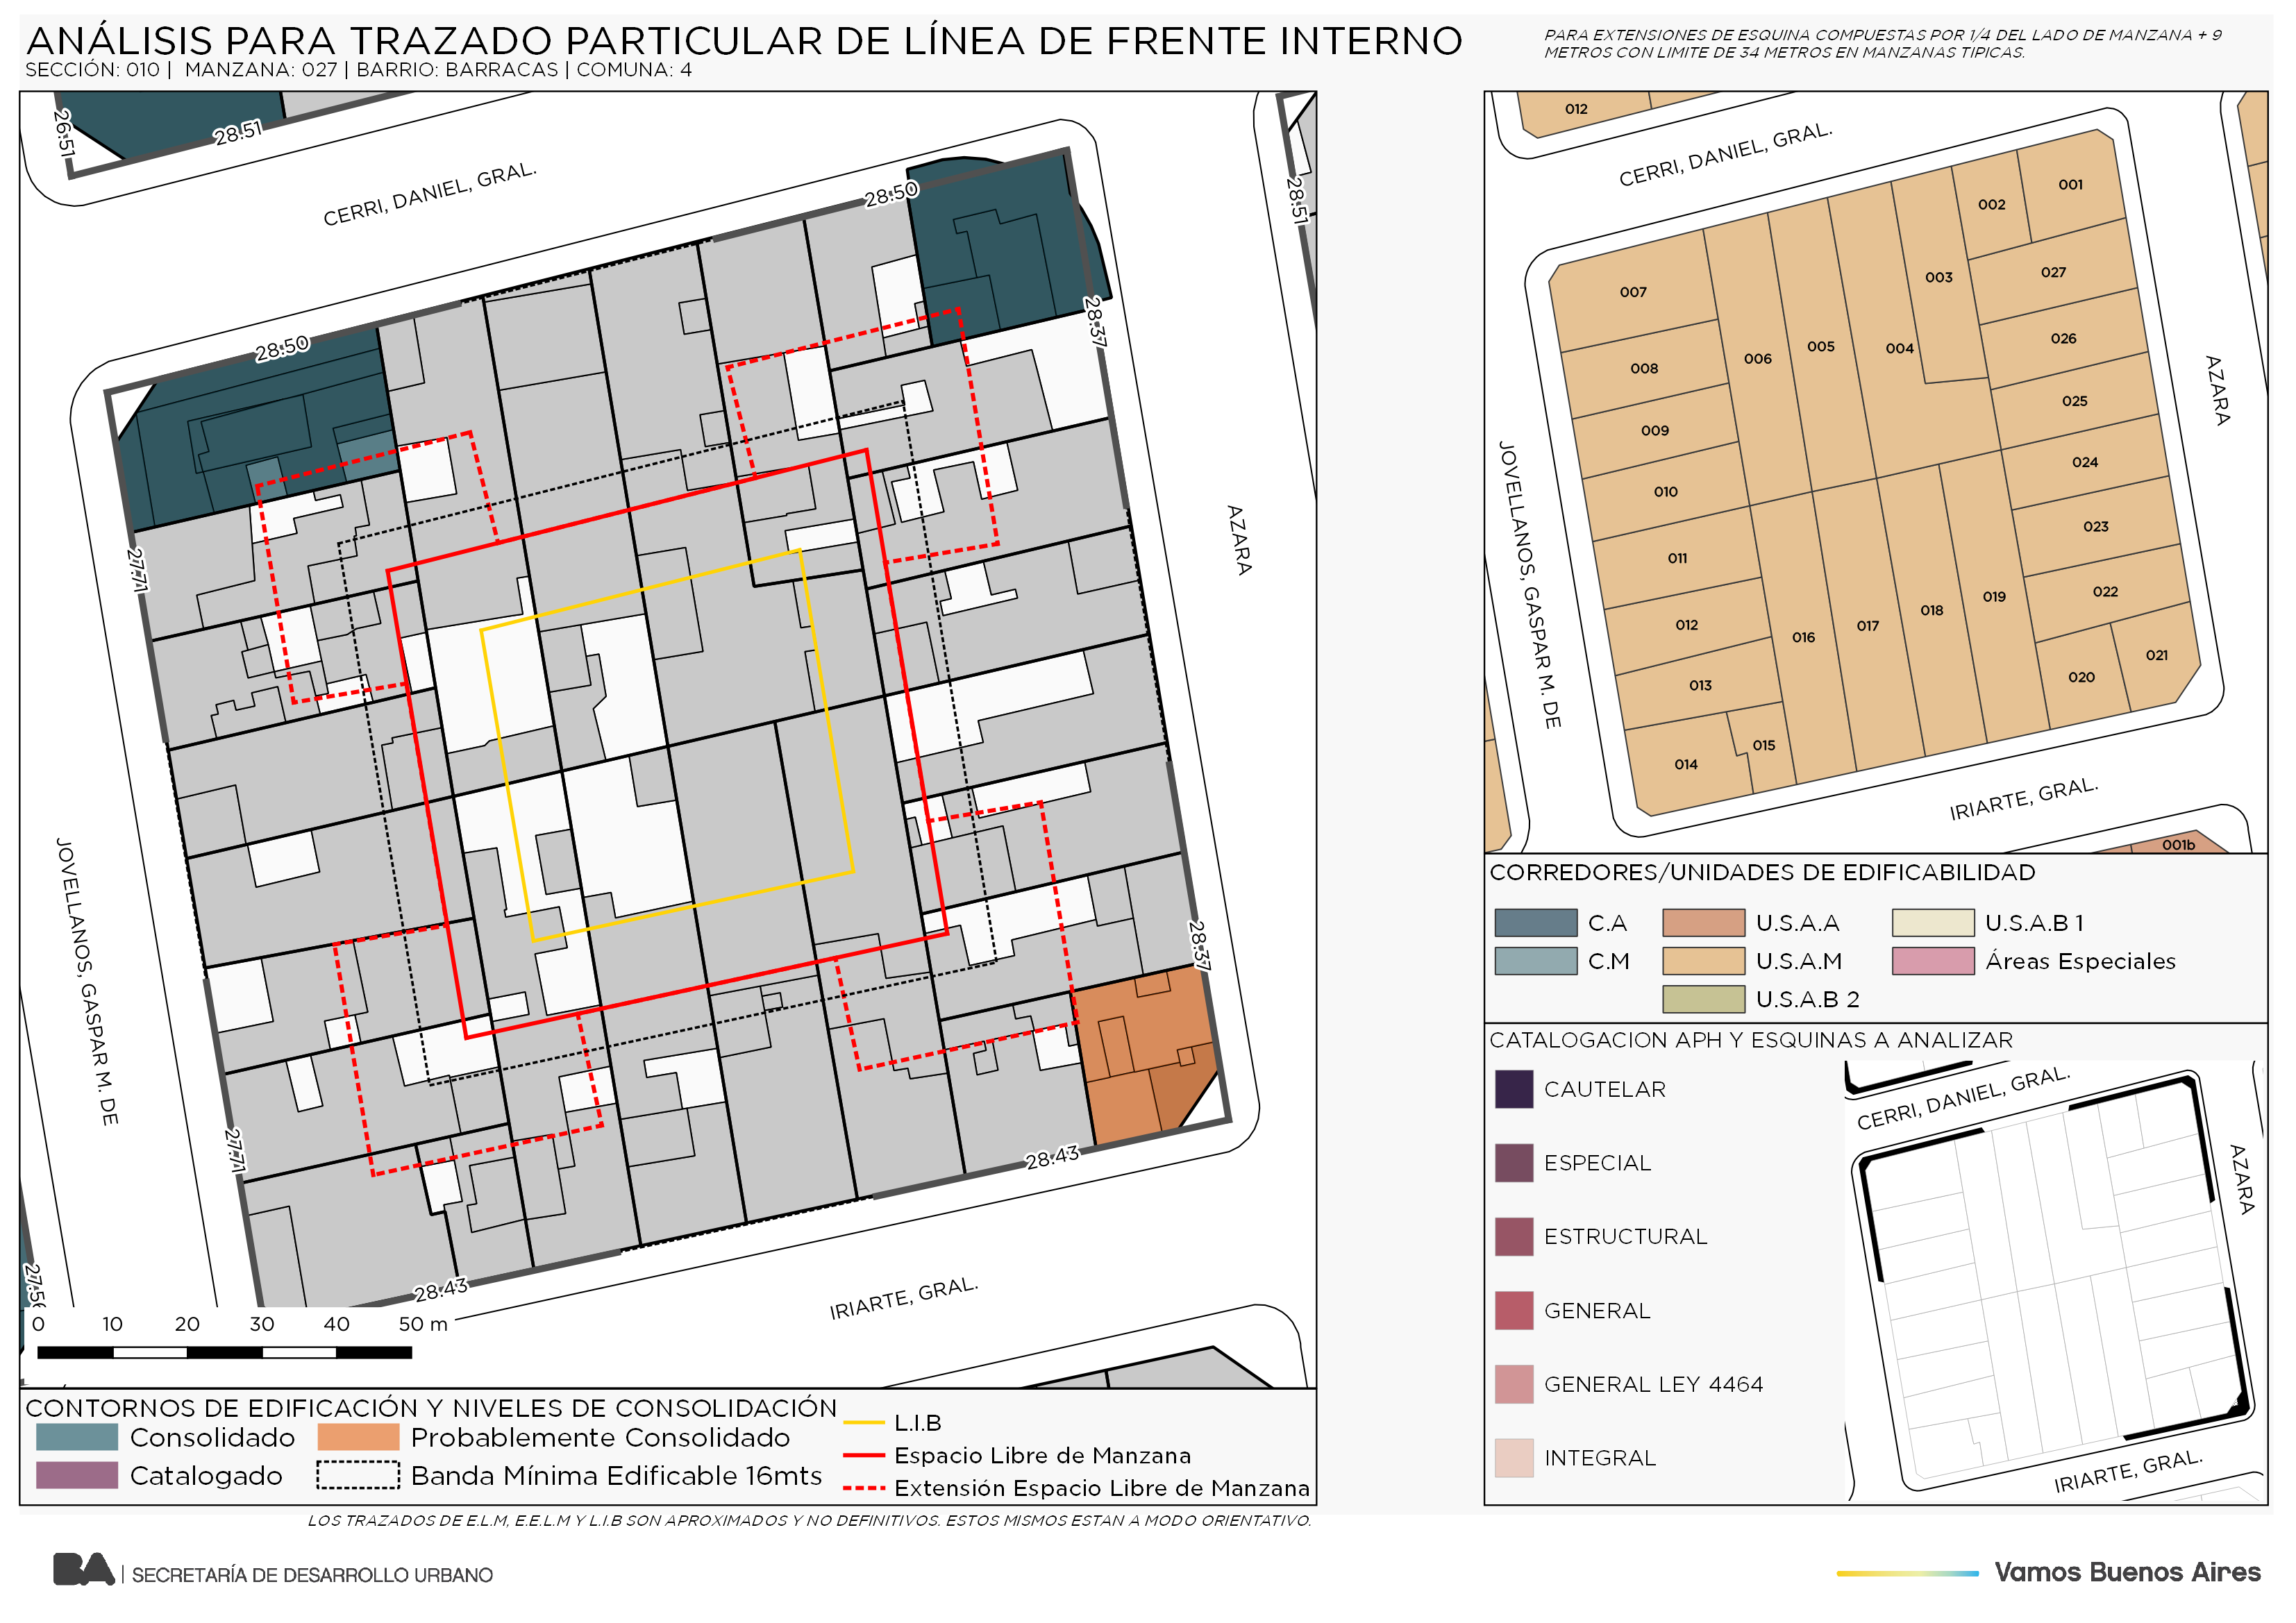 ANÁLISIS PARA TRAZADO PARTICULAR DE LÍNEA DE FRENTE INTERNO
SECCIÓN: 010 | MANZANA: 027 | BARRIO: BARRACAS | COMUNA: 4
PARA EXTENSIONES DE ESQUINA COMPUESTAS POR 1/4 DEL LADO DE MANZANA + 9
METROS CON LIMITE DE 34 METROS EN MANZANAS TIPICAS.
26.51
28.51
CERRI, DANIEL, GRAL.
28.50
28.51
28.50
28.37
27.71
AZARA
JOVELLANOS, GASPAR M. DE
28.37
27.71
28.43
28.43
27.56
IRIARTE, GRAL.
0 10 20 30 40 50 m
CONTORNOS DE EDIFICACIÓN Y NIVELES DE CONSOLIDACIÓN
Consolidado
Probablemente Consolidado
Catalogado
Banda Mínima Edificable 16mts
L.I.B
Espacio Libre de Manzana
Extensión Espacio Libre de Manzana
LOS TRAZADOS DE E.L.M, E.E.L.M Y L.I.B SON APROXIMADOS Y NO DEFINITIVOS. ESTOS MISMOS ESTAN A MODO ORIENTATIVO.
012
CERRI, DANIEL, GRAL.
001
002
003
027
007
026
008
006
005
004
025
009
024
010
023
011
022
012
016
017
018
019
021
013
020
015
014
AZARA
JOVELLANOS, GASPAR M. DE
IRIARTE, GRAL.
001b
CORREDORES/UNIDADES DE EDIFICABILIDAD
C.A
U.S.A.A
U.S.A.B 1
C.M
U.S.A.M
Áreas Especiales
U.S.A.B 2
CATALOGACION APH Y ESQUINAS A ANALIZAR
CAUTELAR
ESPECIAL
ESTRUCTURAL
GENERAL
GENERAL LEY 4464
INTEGRAL
CERRI, DANIEL, GRAL.
AZARA
IRIARTE, GRAL.
BA | SECRETARÍA DE DESARROLLO URBANO
Vamos Buenos Aires